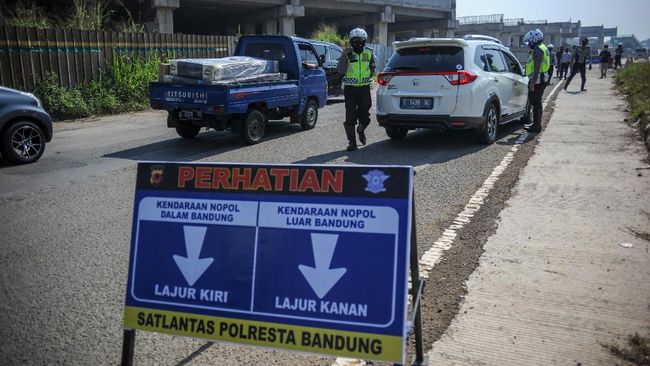 MITSUBISHI
PERHATIAN
KENDARAAN NOPOL
DALAM BANDUNG
LAJUR KIRI
KENDARAAN NOPOL
LUAR BANDUNG
LAJUR KANAN
SATLANTAS POLRESTA BANDUNG